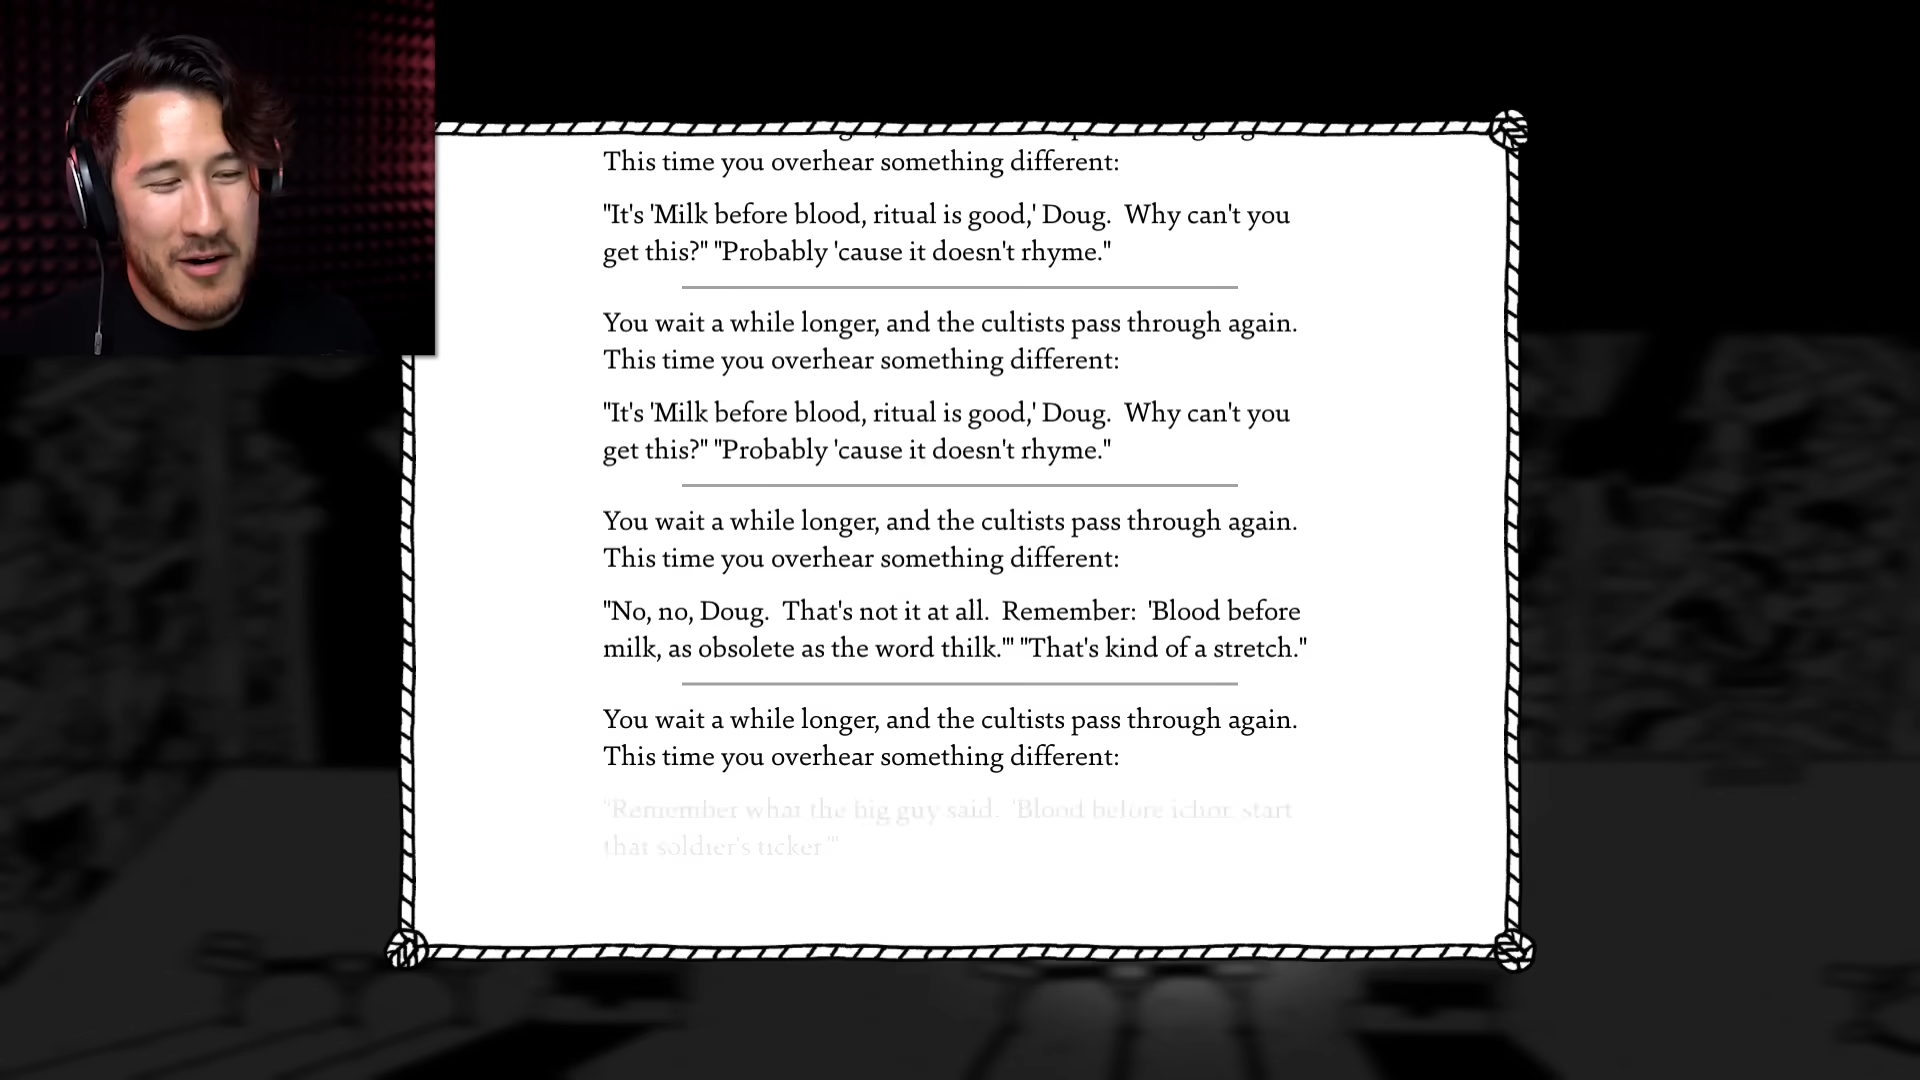 This time you overhear something different:
"It's 'Milk before blood, ritual is good,' Doug.  Why can't you
get this?" "Probably 'cause it doesn't rhyme."
You wait a while longer, and the cultists pass through again.
This time you overhear something different:
"It's 'Milk before blood, ritual is good,' Doug.  Why can't you
get this?" "Probably 'cause it doesn't rhyme."
You wait a while longer, and the cultists pass through again.
This time you overhear something different:
"No, no, Doug.  That's not it at all.  Remember:  'Blood before
milk, as obsolete as the word thilk.'" "That's kind of a stretch."
You wait a while longer, and the cultists pass through again.
This time you overhear something different:
"Remember what the big guy said.  'Blood before ichor, start
that soldier's ticker.'"